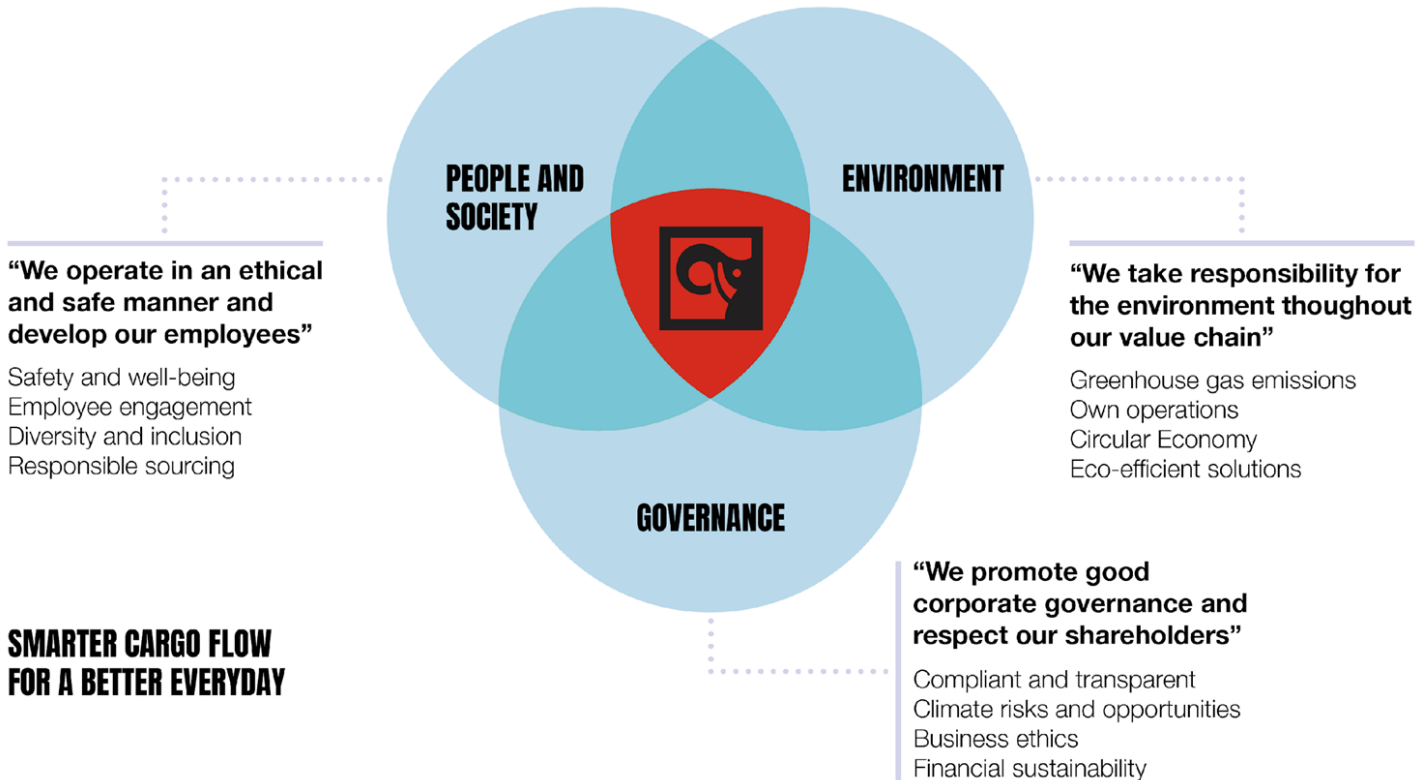 PEOPLE AND
SOCIETY
ENVIRONMENT
GOVERNANCE
“We operate in an ethical
and safe manner and
develop our employees”
Safety and well-being
Employee engagement
Diversity and inclusion
Responsible sourcing
“We take responsibility for
the environment thoughout
our value chain”
Greenhouse gas emissions
Own operations
Circular Economy
Eco-efficient solutions
“We promote good
corporate governance and
respect our shareholders”
Compliant and transparent
Climate risks and opportunities
Business ethics
Financial sustainability
SMARTER CARGO FLOW
FOR A BETTER EVERYDAY